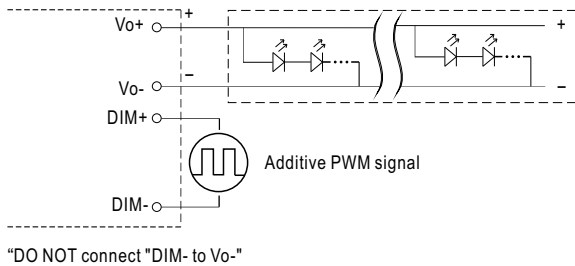 Vo+
+
+
Vo-
−
−
DIM+
Additive PWM signal
DIM-
“DO NOT connect "DIM- to Vo-"